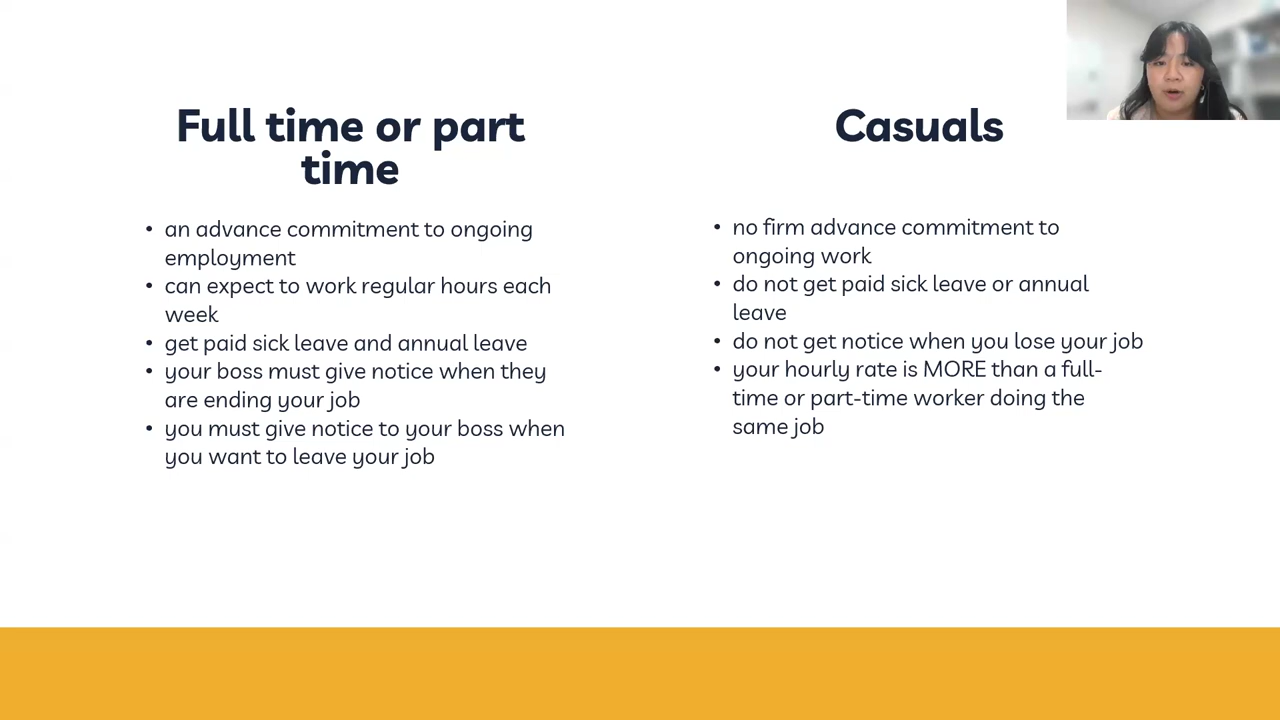 Full time or part
time
• an advance commitment to ongoing
employment
• can expect to work regular hours each
week
• get paid sick leave and annual leave
• your boss must give notice when they
are ending your job
• you must give notice to your boss when
you want to leave your job
Casuals
• no firm advance commitment to
ongoing work
• do not get paid sick leave or annual
leave
• do not get notice when you lose your job
• your hourly rate is MORE than a full-
time or part-time worker doing the
same job